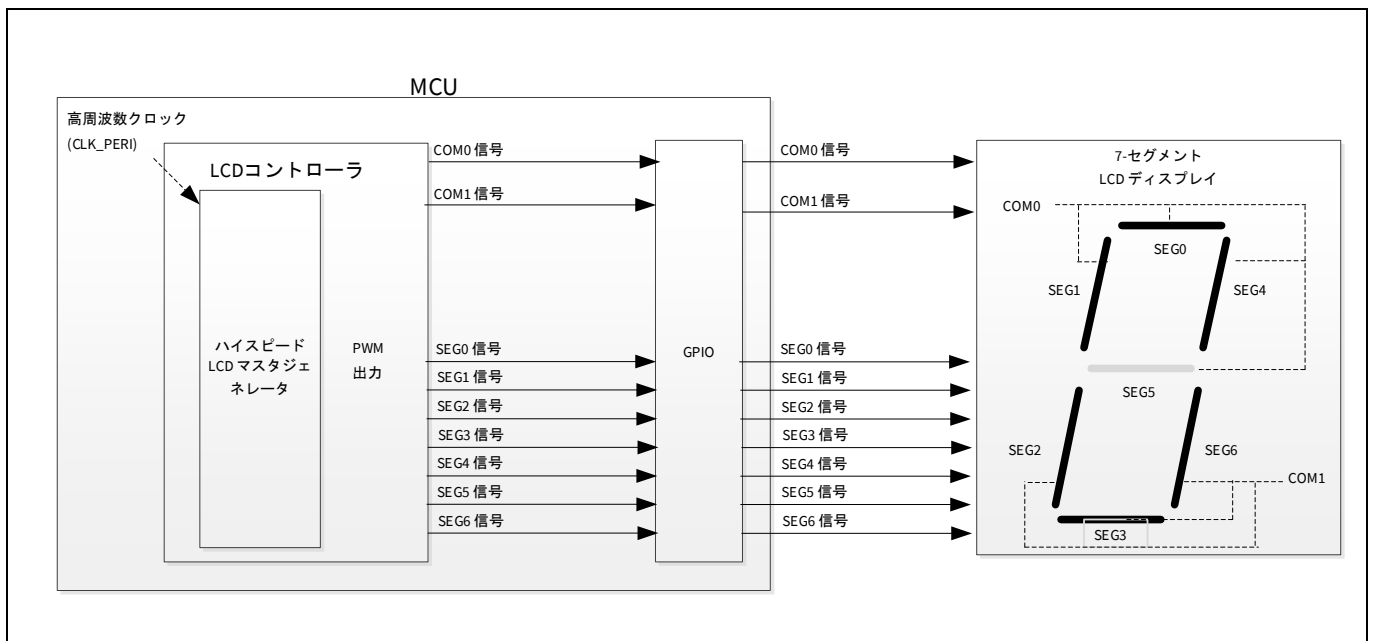 MCU
高周波数クロック
(CLK_PERI)
LCDコントローラ
ハイスピード
LCD マスタジェ
ネレータ
PWM
出力
COM0 信号
COM1 信号
SEG0 信号
SEG1 信号
SEG2 信号
SEG3 信号
SEG4 信号
SEG5 信号
SEG6 信号
GPIO
COM0 信号
COM1 信号
SEG0 信号
SEG1 信号
SEG2 信号
SEG3 信号
SEG4 信号
SEG5 信号
SEG6 信号
7-セグメント
LCD ディスプレイ
COM0
SEG0
SEG1
SEG4
SEG5
SEG2
SEG6
COM1
SEG3